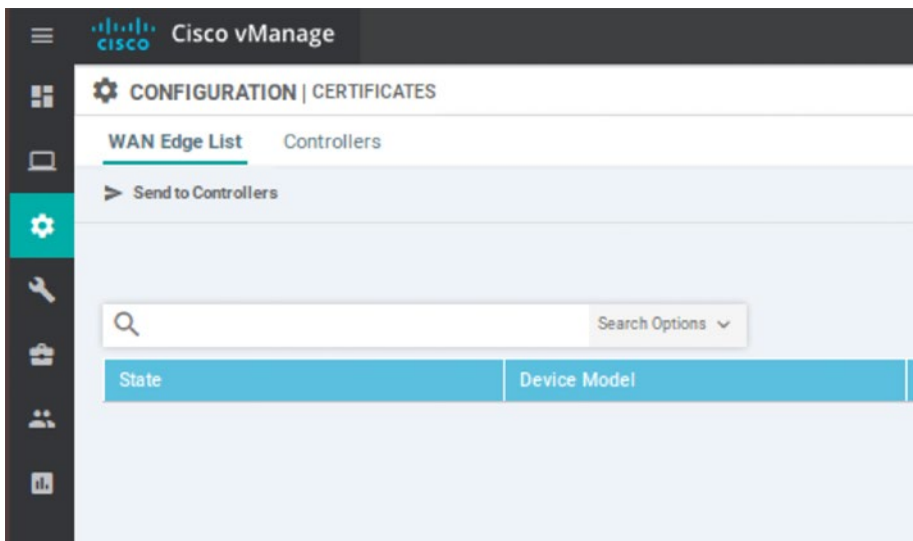 CISCO Cisco vManage
CONFIGURATION | CERTIFICATES
WAN Edge List Controllers
Send to Controllers
Search Options
State Device Model